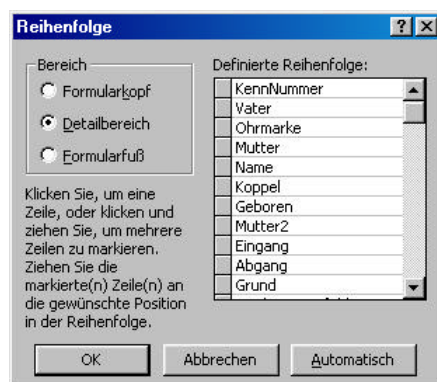 Reihenfolge
Bereich
Formularkopf
Detailbereich
Formularfuß
Klicken Sie, um eine
Zeile, oder klicken und
ziehen Sie, um mehrere
Zeilen zu markieren.
Ziehen Sie die
markierte(n) Zeile(n) an
die gewünschte Position
in der Reihenfolge.
Definierte Reihenfolge:
KennNummer
Vater
Ohrmarke
Mutter
Name
Koppel
Geboren
Mutter2
Eingang
Abgang
Grund
OK Abbrechen Automatisch